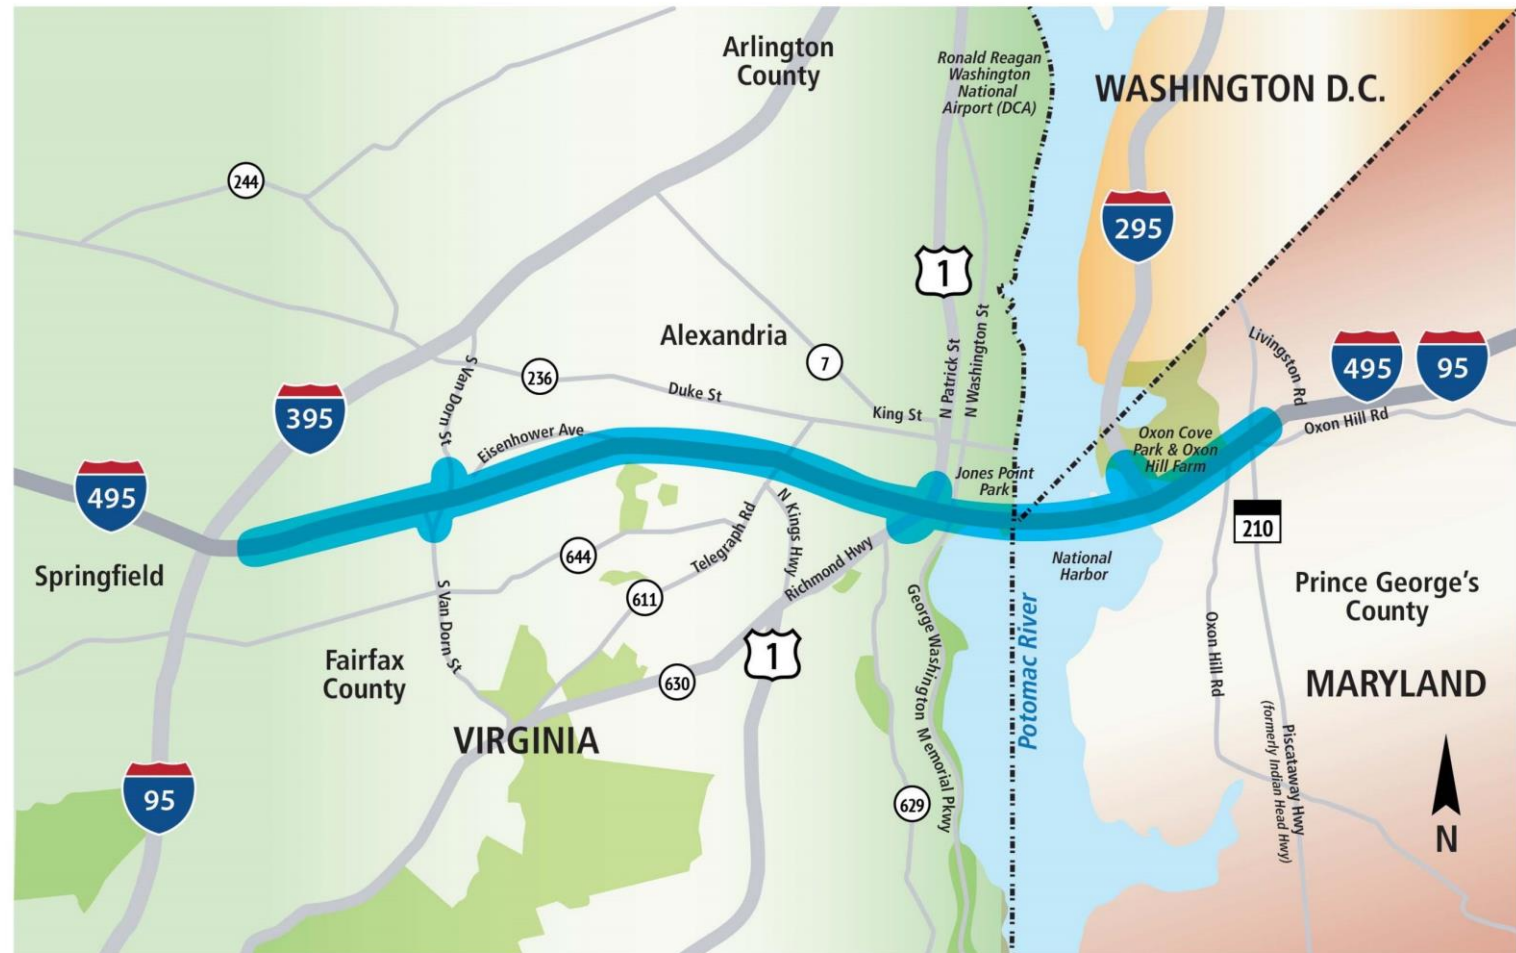 Arlington
County
Ronald Reagan
Washington
National
Airport (DCA)
WASHINGTON D.C.
244
295
1
Alexandria
7
N Patrick St
N Washington St
Livingston Rd
495
95
S Van Dorn St
236
Duke St
King St
Oxon Hill Rd
395
Eisenhower Ave
Oxon Cove
Park & Oxon
Hill Farm
495
Jones Point
Park
N Kings Hwy
Telegraph Rd
210
644
Richmond Hwy
National
Harbor
Springfield
611
S Van Dorn St
George Washington Memorial Pkwy
Potomac River
Oxon Hill Rd
Prince George's
County
Fairfax
County
1
630
MARYLAND
VIRGINIA
Piscataway Hwy
(formerly Indian Head Hwy)
95
629
N